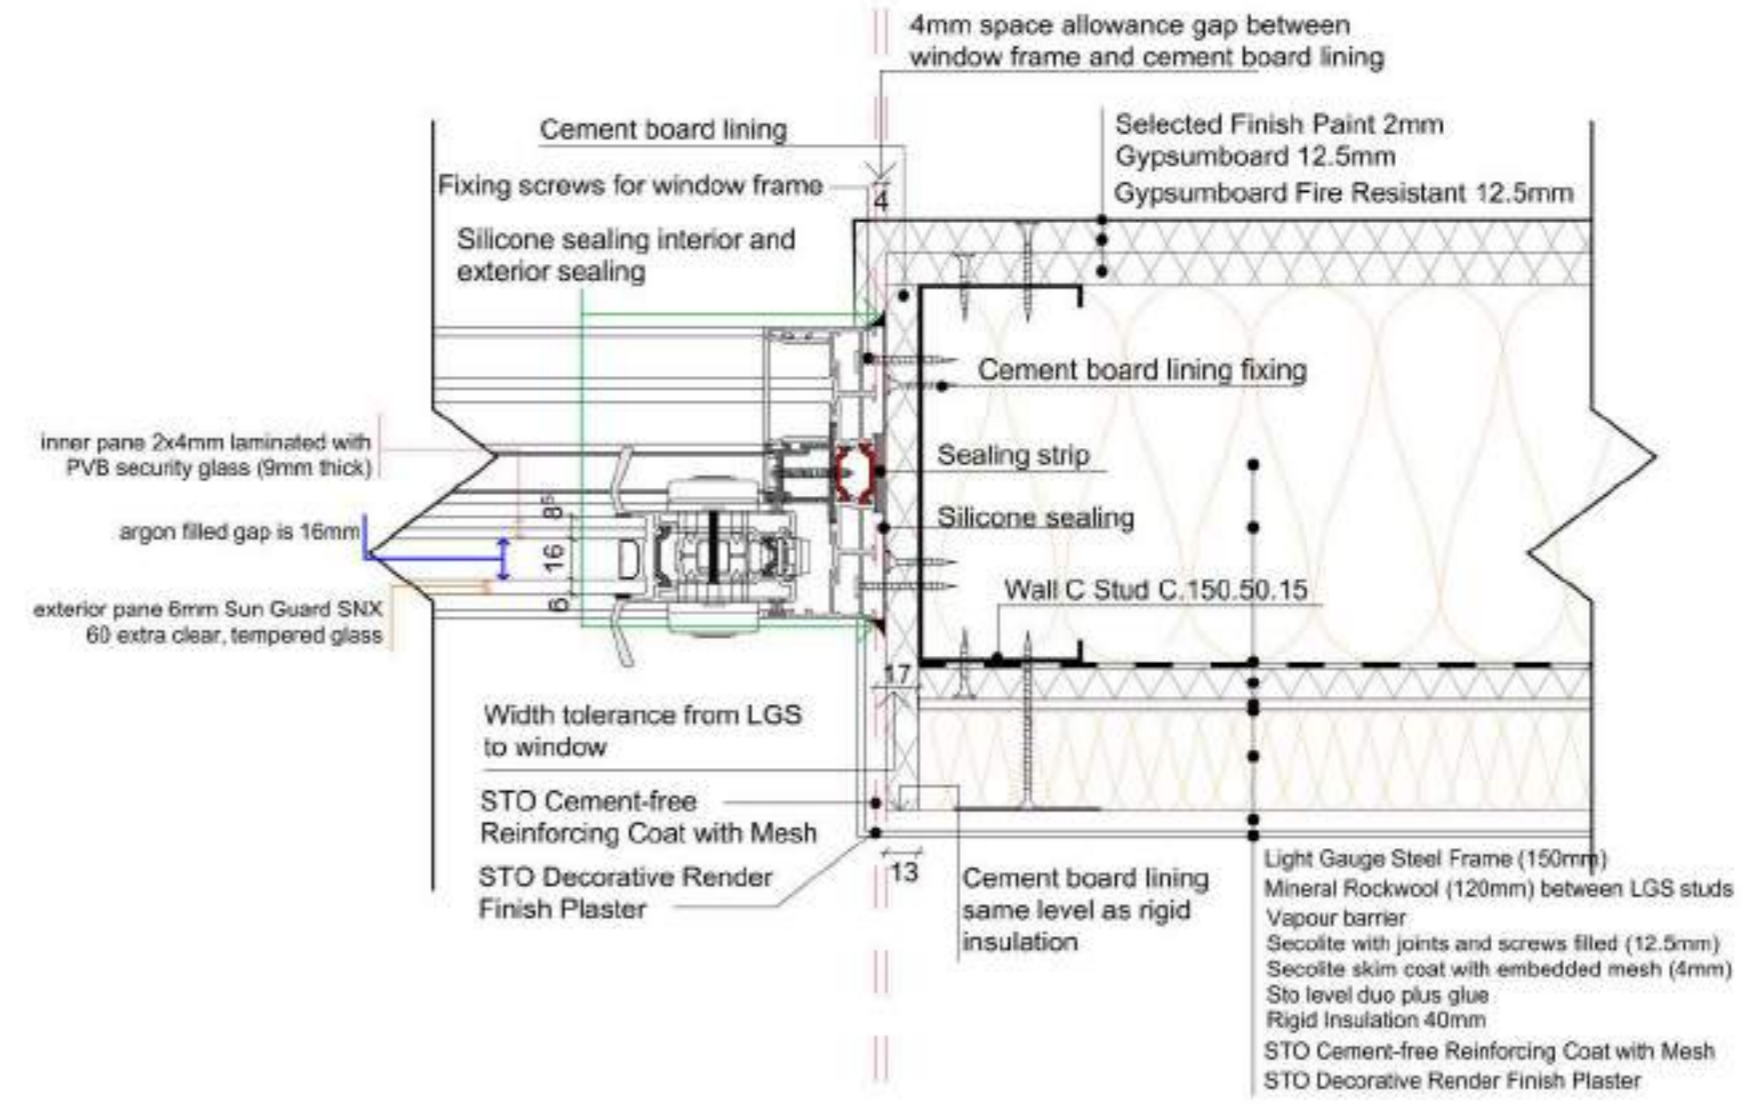 4mm space allowance gap between
window frame and cement board lining
Cement board lining
Fixing screws for window frame
4
Silicone sealing interior and
exterior sealing
Selected Finish Paint 2mm
Gypsumboard 12.5mm
Gypsumboard Fire Resistant 12.5mm
Cement board lining fixing
inner pane 2x4mm laminated with
PVB security glass (9mm thick)
Sealing strip
8⁵
argon filled gap is 16mm
Silicone sealing
16
exterior pane 6mm Sun Guard SNX
60 extra clear, tempered glass
6
Wall C Stud C.150.50.15
17
Width tolerance from LGS
to window
STO Cement-free
Reinforcing Coat with Mesh
STO Decorative Render
Finish Plaster
13
Cement board lining
same level as rigid
insulation
Light Gauge Steel Frame (150mm)
Mineral Rockwool (120mm) between LGS studs
Vapour barrier
Secolite with joints and screws filled (12.5mm)
Secolite skim coat with embedded mesh (4mm)
Sto level duo plus glue
Rigid Insulation 40mm
STO Cement-free Reinforcing Coat with Mesh
STO Decorative Render Finish Plaster